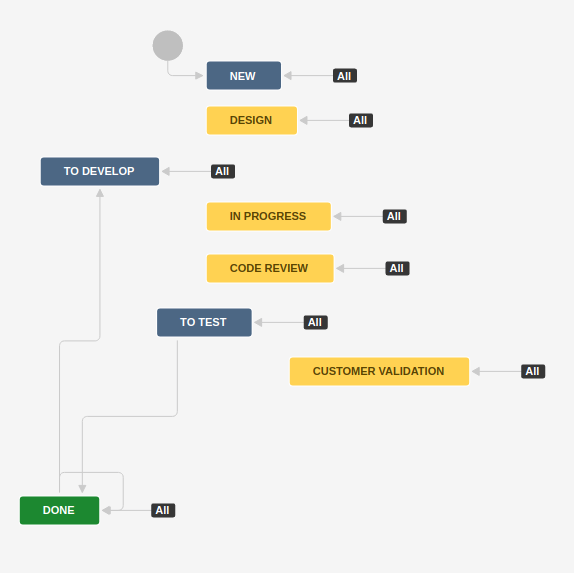 NEW
All
DESIGN
All
TO DEVELOP
All
IN PROGRESS
All
CODE REVIEW
All
TO TEST
All
CUSTOMER VALIDATION
All
DONE
All